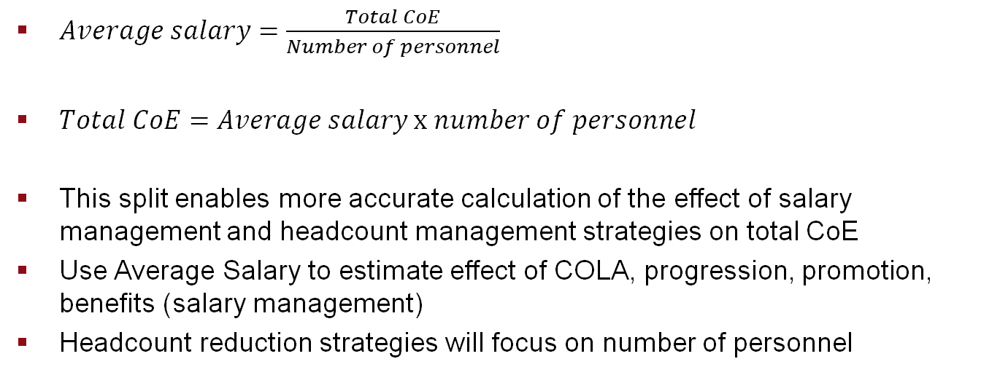 ▪ Average salary = Total CoE / Number of personnel
▪ Total CoE = Average salary x number of personnel
▪ This split enables more accurate calculation of the effect of salary
management and headcount management strategies on total CoE
▪ Use Average Salary to estimate effect of COLA, progression, promotion,
benefits (salary management)
▪ Headcount reduction strategies will focus on number of personnel